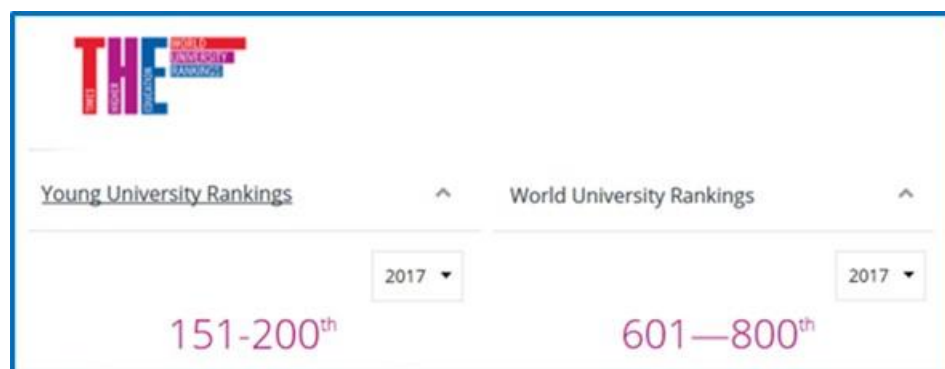 THE
TIMES
HIGHER
EDUCATION
WORLD
UNIVERSITY
RANKINGS
Young University Rankings
World University Rankings
2017
2017
151-200th
601—800th